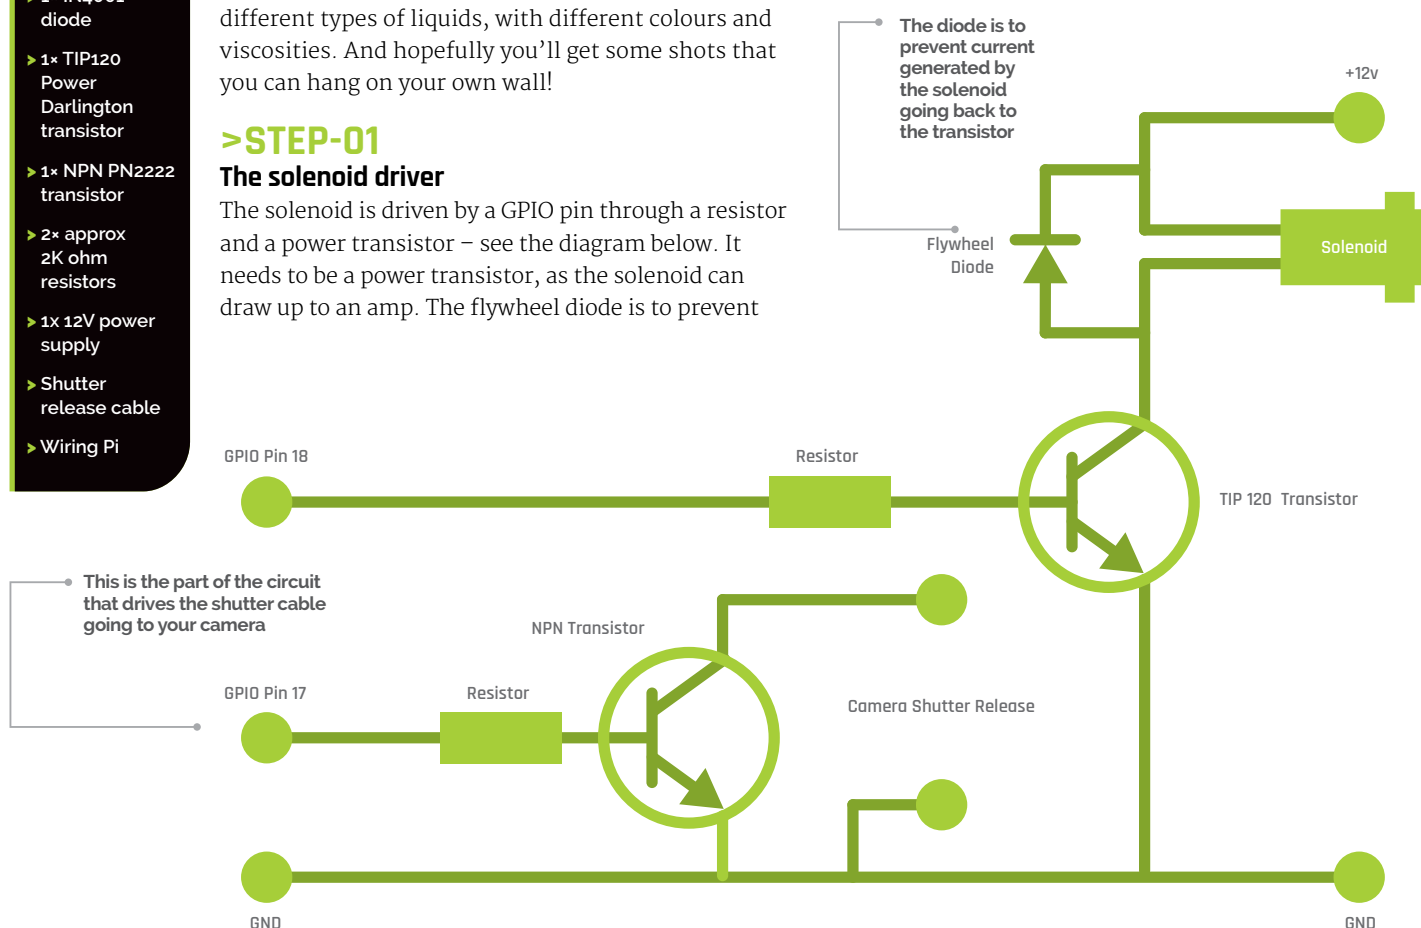 diode
> 1× TIP120
Power
Darlington
transistor
> 1× NPN PN2222
transistor
> 2× approx
2K ohm
resistors
> 1x 12V power
supply
> Shutter
release cable
> Wiring Pi
different types of liquids, with different colours and
viscosities. And hopefully you’ll get some shots that
you can hang on your own wall!
>STEP-01
The solenoid driver
The solenoid is driven by a GPIO pin through a resistor
and a power transistor – see the diagram below. It
needs to be a power transistor, as the solenoid can
draw up to an amp. The flywheel diode is to prevent
The diode is to
prevent current
generated by
the solenoid
going back to
the transistor
+12v
Flywheel
Diode
Solenoid
GPIO Pin 18
Resistor
TIP 120 Transistor
This is the part of the circuit
that drives the shutter cable
going to your camera
NPN Transistor
GPIO Pin 17
Resistor
Camera Shutter Release
GND
GND